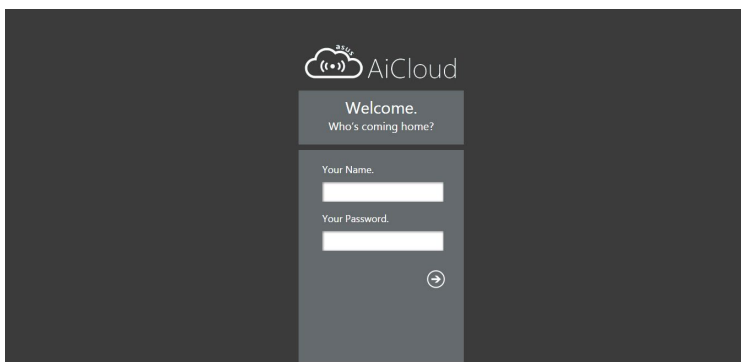 asus
AiCloud
Welcome.
Who's coming home?
Your Name.
Your Password.